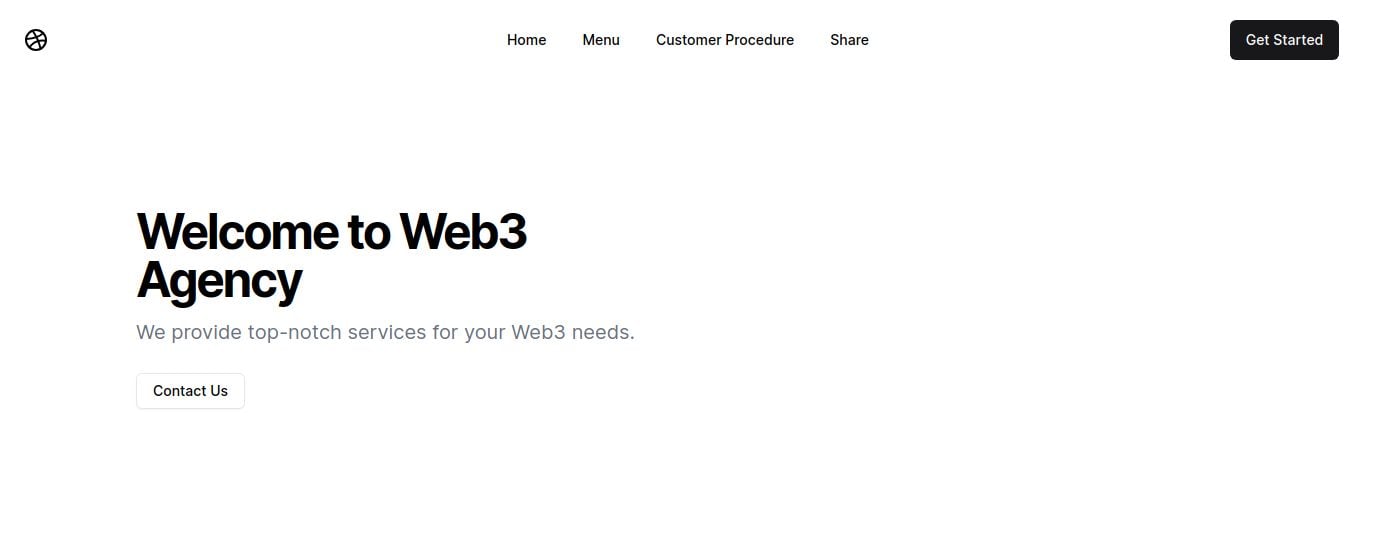 Home Menu Customer Procedure Share Get Started
Welcome to Web3
Agency
We provide top-notch services for your Web3 needs.
Contact Us